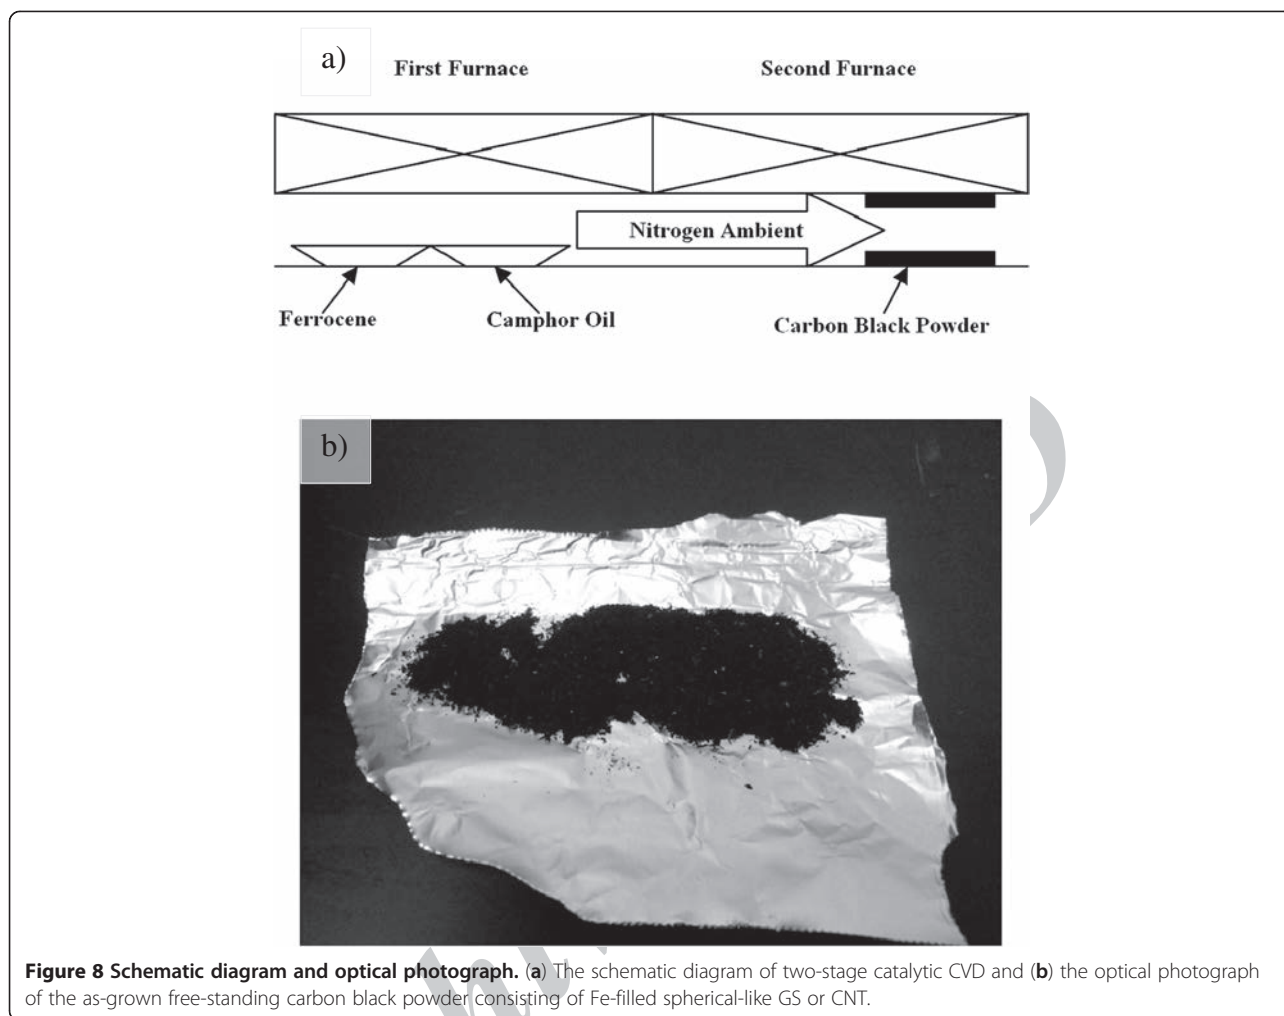 a)
First Furnace Second Furnace
Nitrogen Ambient
Ferrocene Camphor Oil Carbon Black Powder
b)
Figure 8 Schematic diagram and optical photograph. (a) The schematic diagram of two-stage catalytic CVD and (b) the optical photograph
of the as-grown free-standing carbon black powder consisting of Fe-filled spherical-like GS or CNT.